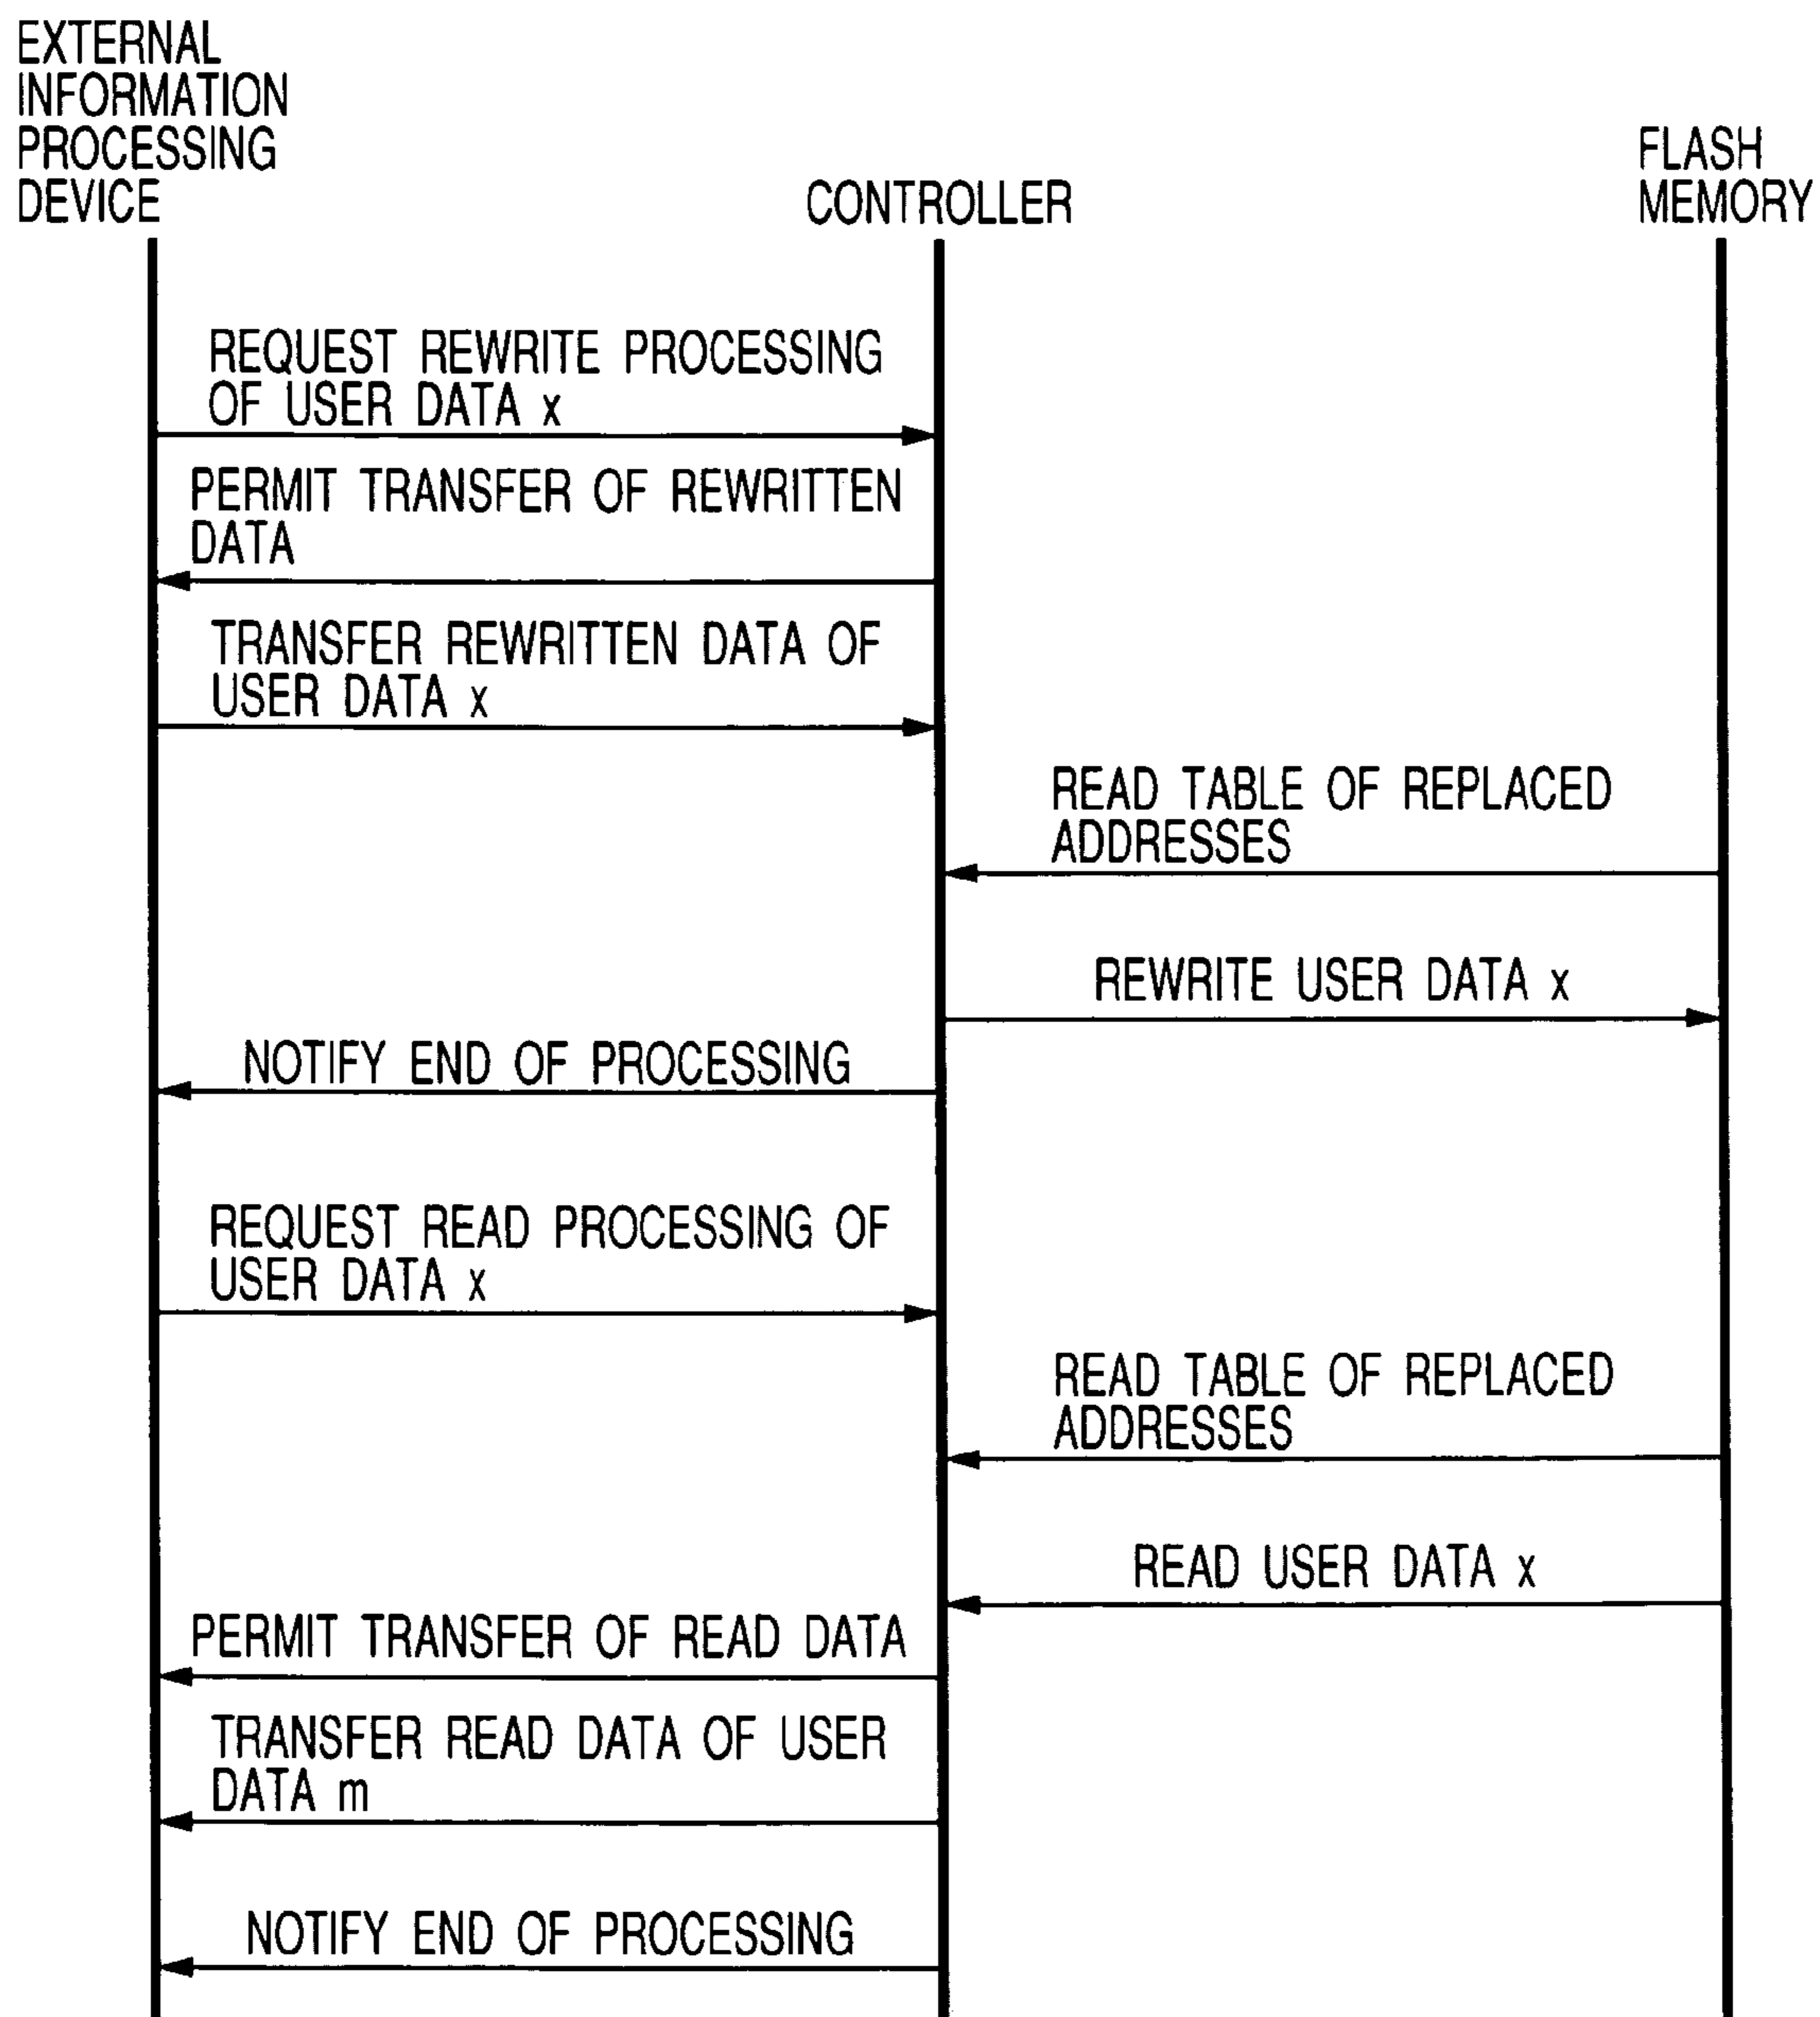 EXTERNAL
INFORMATION
PROCESSING
DEVICE
CONTROLLER
FLASH
MEMORY
REQUEST REWRITE PROCESSING
OF USER DATA x
PERMIT TRANSFER OF REWRITTEN
DATA
TRANSFER REWRITTEN DATA OF
USER DATA x
READ TABLE OF REPLACED
ADDRESSES
REWRITE USER DATA x
NOTIFY END OF PROCESSING
REQUEST READ PROCESSING OF
USER DATA x
READ TABLE OF REPLACED
ADDRESSES
READ USER DATA x
PERMIT TRANSFER OF READ DATA
TRANSFER READ DATA OF USER
DATA m
NOTIFY END OF PROCESSING